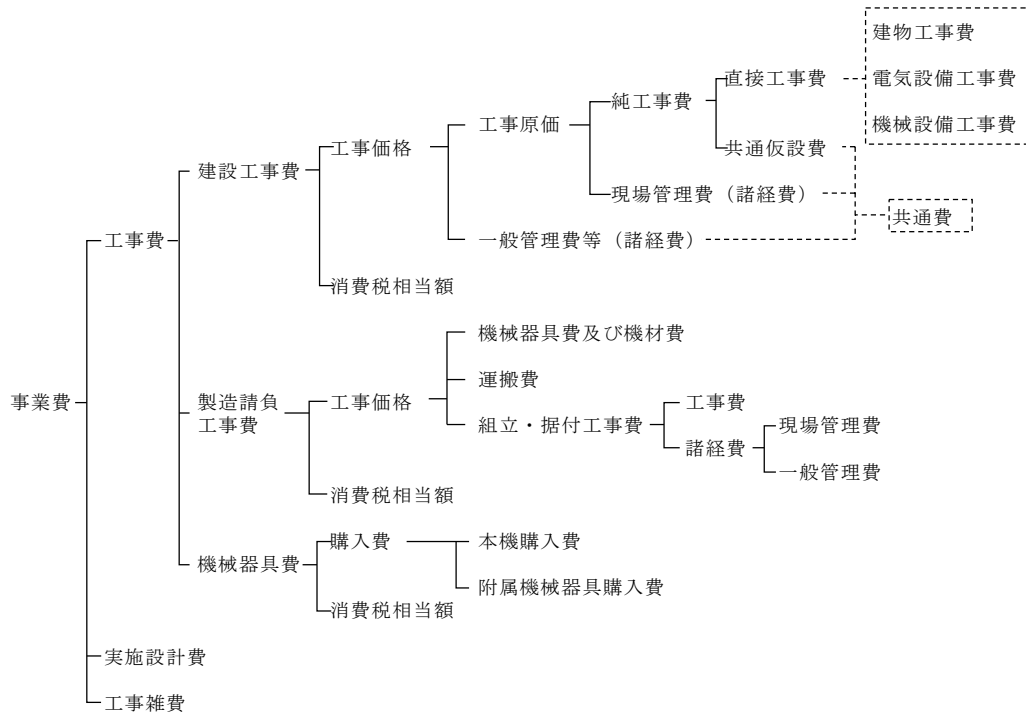 建物工事費
直接工事費
電気設備工事費
純工事費
工事原価
機械設備工事費
工事価格
共通仮設費
建設工事費
現場管理費（諸経費）
共通費
工事費
一般管理費等（諸経費）
消費税相当額
機械器具費及び機材費
運搬費
事業費
製造請負
工事費
工事価格
工事費
組立・据付工事費
現場管理費
諸経費
一般管理費
消費税相当額
購入費
本機購入費
機械器具費
附属機械器具購入費
消費税相当額
実施設計費
工事雑費